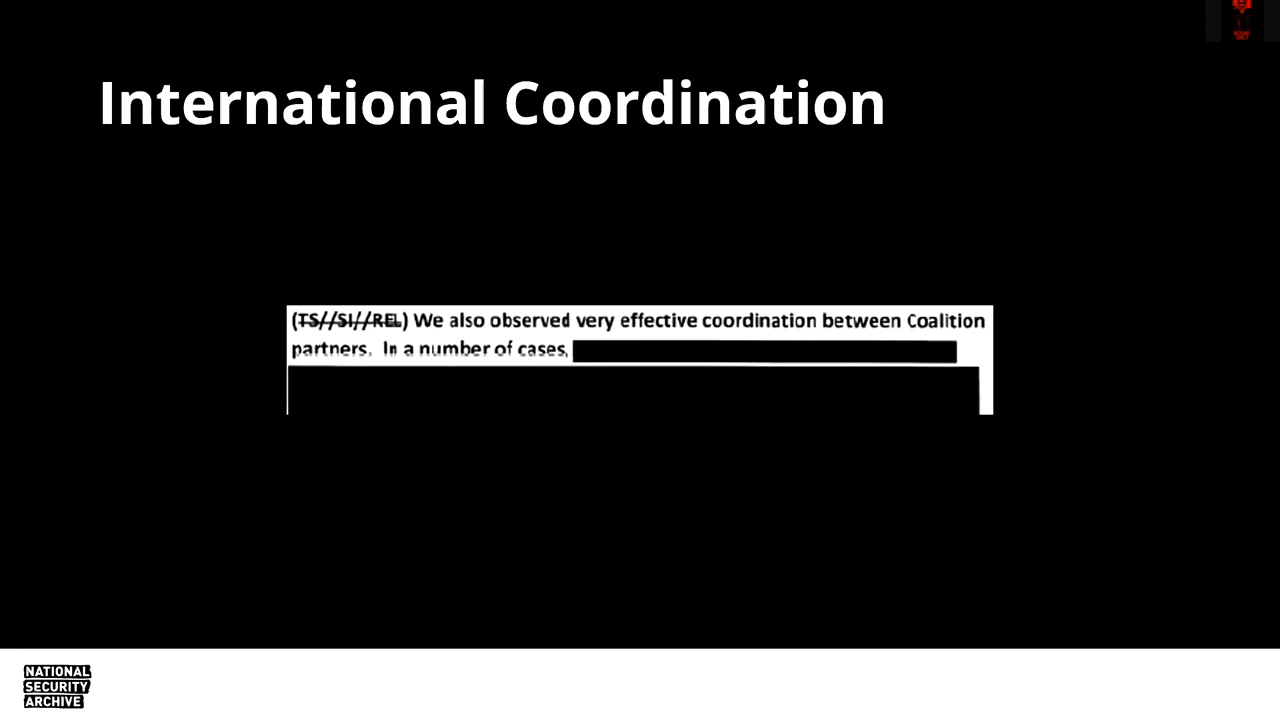 International Coordination
(TS//SI//REL) We also observed very effective coordination between Coalition
partners. In a number of cases,
NATIONAL
SECURITY
ARCHIVE